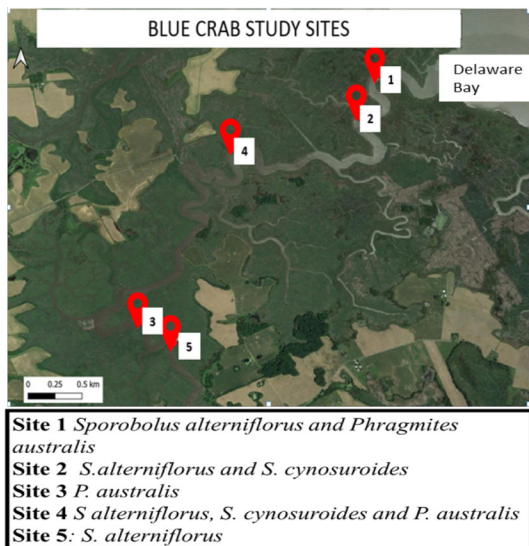 BLUE CRAB STUDY SITES
Delaware
Bay
1
2
4
3
5
0 0.25 0.5 km
Site 1 Sporobolus alterniflorus and Phragmites
australis
Site 2 S.alterniflorus and S. cynosuroides
Site 3 P. australis
Site 4 S alterniflorus, S. cynosuroides and P. australis
Site 5: S. alterniflorus